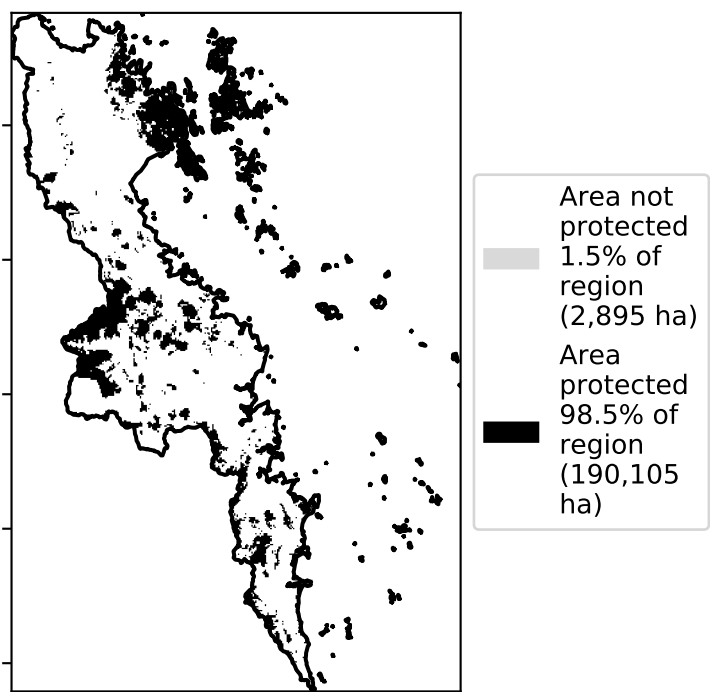 Area not
protected
1.5% of
region
(2,895 ha)
Area
protected
98.5% of
region
(190,105
ha)